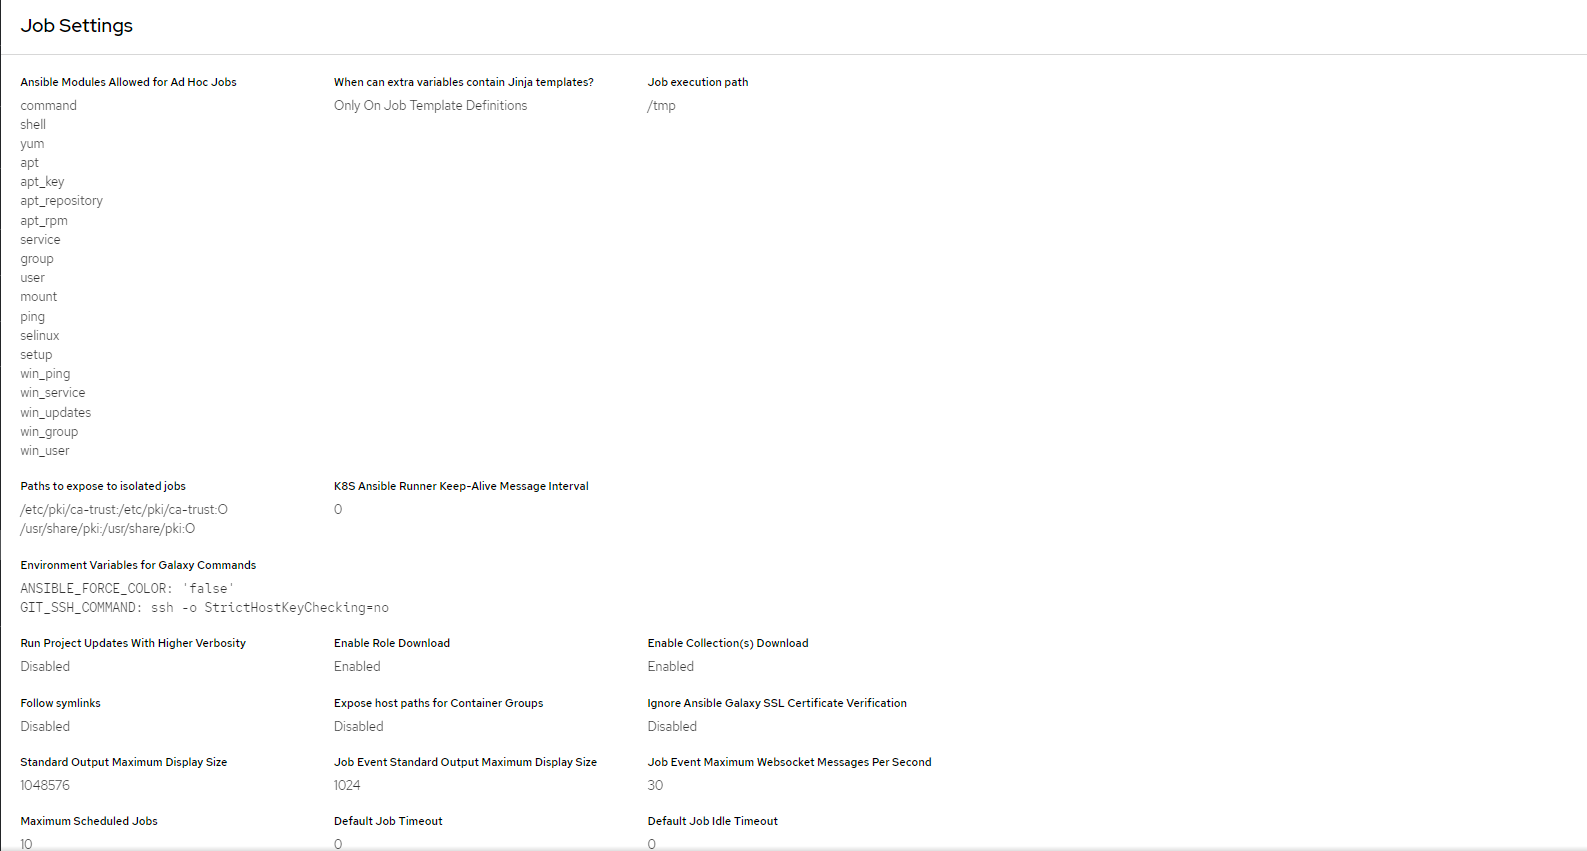 Job Settings
Ansible Modules Allowed for Ad Hoc Jobs
command
shell
yum
apt
apt_key
apt_repository
apt_rpm
service
group
user
mount
ping
selinux
setup
win_ping
win_service
win_updates
win_group
win_user
When can extra variables contain Jinja templates?
Only On Job Template Definitions
Job execution path
/tmp
Paths to expose to isolated jobs
/etc/pki/ca-trust:/etc/pki/ca-trust:O
/usr/share/pki:/usr/share/pki:O
K8S Ansible Runner Keep-Alive Message Interval
0
Environment Variables for Galaxy Commands
ANSIBLE_FORCE_COLOR: 'false'
GIT_SSH_COMMAND: ssh -o StrictHostKeyChecking=no
Run Project Updates With Higher Verbosity
Disabled
Enable Role Download
Enabled
Enable Collection(s) Download
Enabled
Follow symlinks
Disabled
Expose host paths for Container Groups
Disabled
Ignore Ansible Galaxy SSL Certificate Verification
Disabled
Standard Output Maximum Display Size
1048576
Job Event Standard Output Maximum Display Size
1024
Job Event Maximum Websocket Messages Per Second
30
Maximum Scheduled Jobs
10
Default Job Timeout
0
Default Job Idle Timeout
0